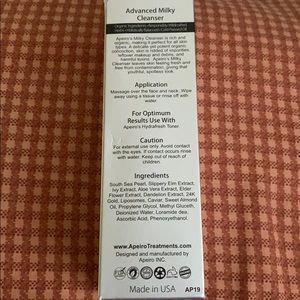 Advanced Milky
Cleanser
Apeiro's Milky Cleanser is rich and
organic, making it perfect for all skin
types. A delicate yet potent organic
concoction, skin is ridded of impurities,
leftover makeup and debris, and
harmful toxins. Apeiro's Milky
Cleanser leaves skin feeling fresh and
free from contamination, giving that
youthful, spotless look.
Application
Massage over the face and neck. Wipe
away using a tissue or rinse off with
water.
For Optimum
Results Use With
Apeiro's Hydrafresh Toner
Caution
For external use only. Avoid contact
with the eyes. If contact occurs rinse
with water. Keep out of reach of
children.
Ingredients
South Sea Pearl, Slippery Elm Extract,
Ivy Extract, Aloe Vera Extract, Elder
Flower Extract, Dandelion Extract, 24K
Gold, Liposomes, Caviar, Sweet Almond
Oil, Propylene Glycol, Methyl Gluceth,
Deionized Water, Loramide dea.
Ascorbic Acid, Phenoxyethanol.
www.ApeiroTreatments.com
Designed and manufactured by
Apeiro INC.
Made in USA AP19